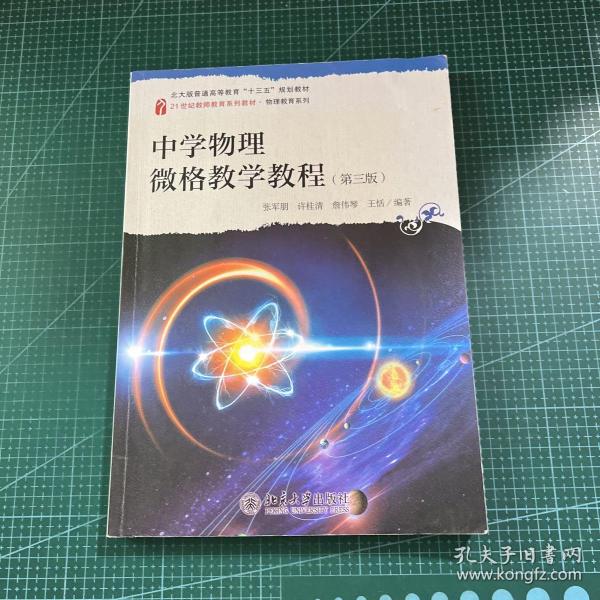 北大版普通高等教育“十三五”规划教材
21世纪教师教育系列教材·物理教育系列
中学物理
微格教学教程(第三版)
张军朋 许桂清 詹伟琴 王恬/编著
北京大学出版社
PEKING UNIVERSITY PRESS
孔夫子旧书网
www.kongfz.com